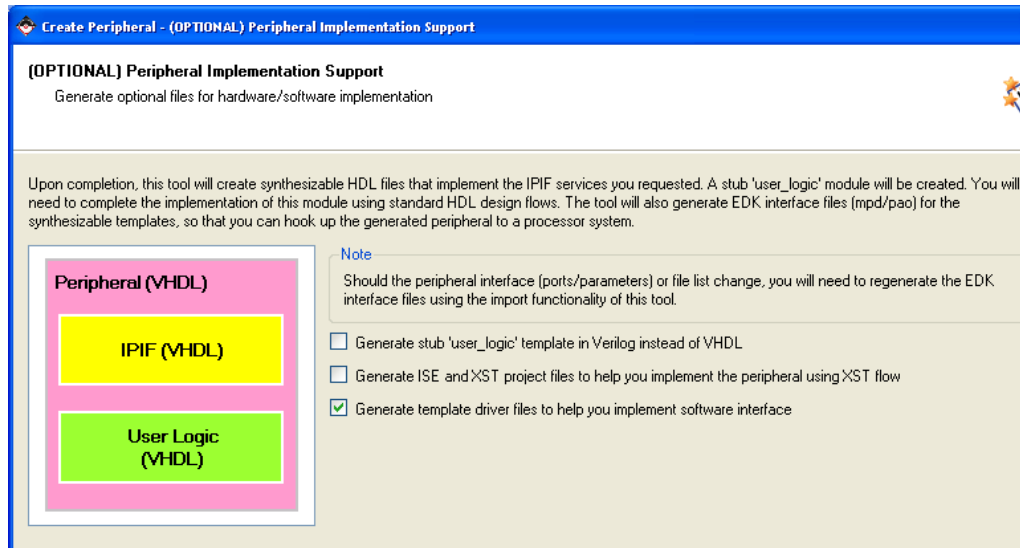 Create Peripheral - (OPTIONAL) Peripheral Implementation Support
(OPTIONAL) Peripheral Implementation Support
Generate optional files for hardware/software implementation
Upon completion, this tool will create synthesizable HDL files that implement the IPIF services you requested. A stub 'user_logic' module will be created. You will
need to complete the implementation of this module using standard HDL design flows. The tool will also generate EDK interface files (mpd/pao) for the
synthesizable templates, so that you can hook up the generated peripheral to a processor system.
Peripheral (VHDL)
IPIF (VHDL)
User Logic
(VHDL)
Note
Should the peripheral interface (ports/parameters) or file list change, you will need to regenerate the EDK
interface files using the import functionality of this tool.
Generate stub 'user_logic' template in Verilog instead of VHDL
Generate ISE and XST project files to help you implement the peripheral using XST flow
Generate template driver files to help you implement software interface